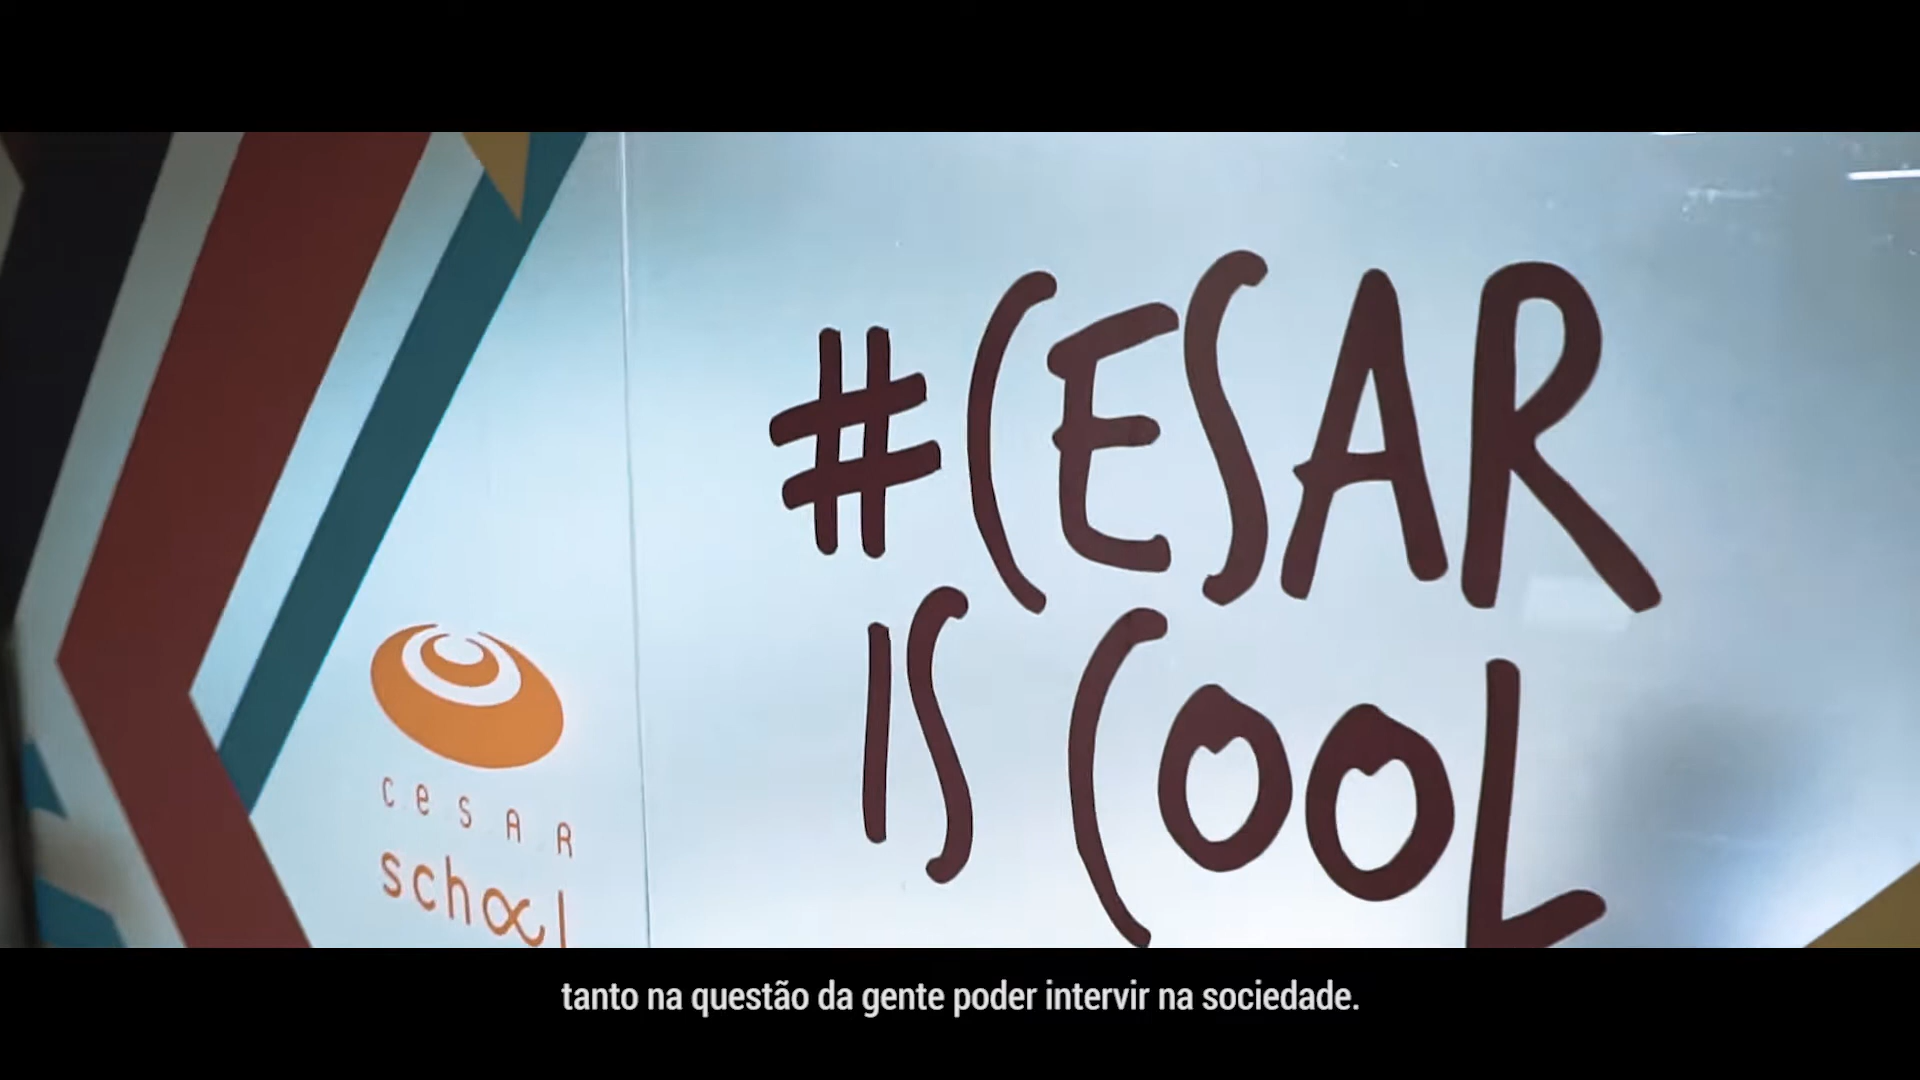 #CESAR
IS COOL
CESAR
school
tanto na questão da gente poder intervir na sociedade.